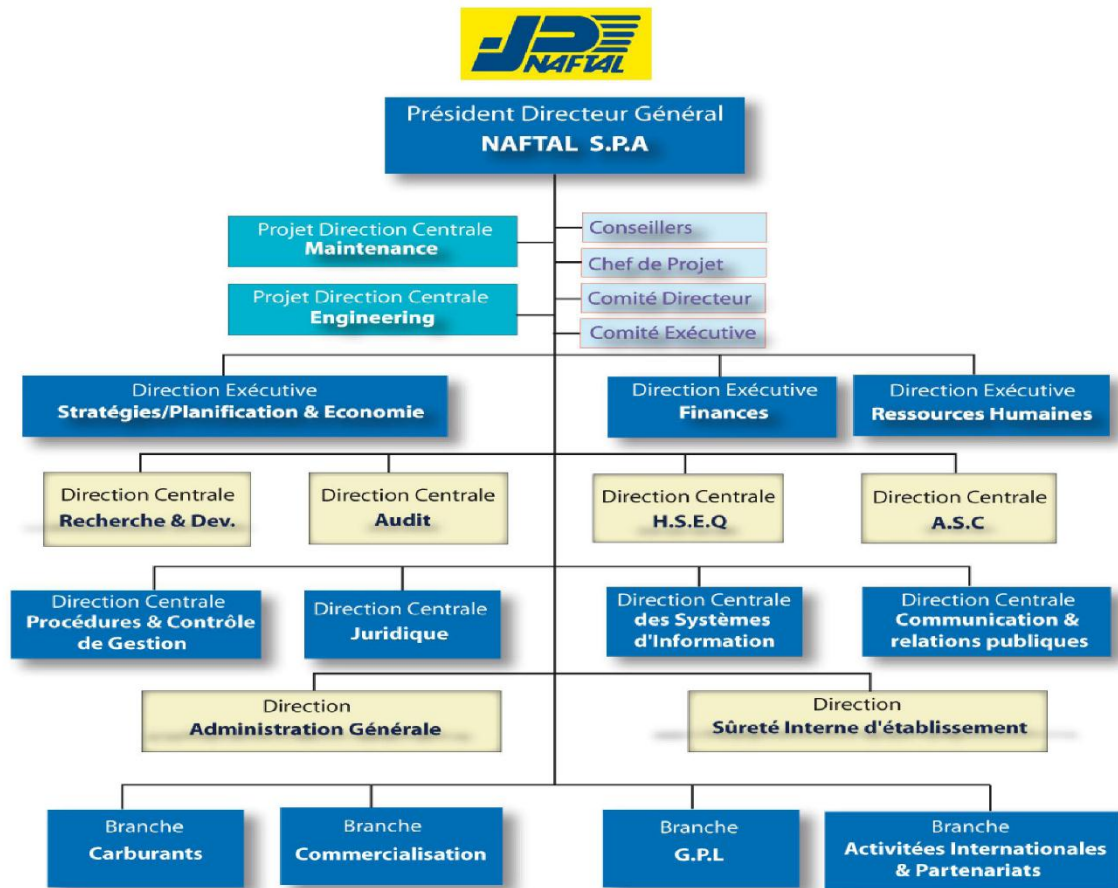 NAFTAL
Président Directeur Général
NAFTAL S.P.A
Projet Direction Centrale
Maintenance
Projet Direction Centrale
Engineering
Conseillers
Chef de Projet
Comité Directeur
Comité Exécutive
Direction Exécutive
Stratégies/Planification & Economie
Direction Exécutive
Finances
Direction Exécutive
Ressources Humaines
Direction Centrale
Recherche & Dev.
Direction Centrale
Audit
Direction Centrale
H.S.E.Q
Direction Centrale
A.S.C
Direction Centrale
Procédures & Contrôle
de Gestion
Direction Centrale
Juridique
Direction Centrale
des Systèmes
d'Information
Direction Centrale
Communication &
relations publiques
Direction
Administration Générale
Direction
Sûreté Interne d'établissement
Branche
Carburants
Branche
Commercialisation
Branche
G.P.L
Branche
Activitées Internationales
& Partenariats